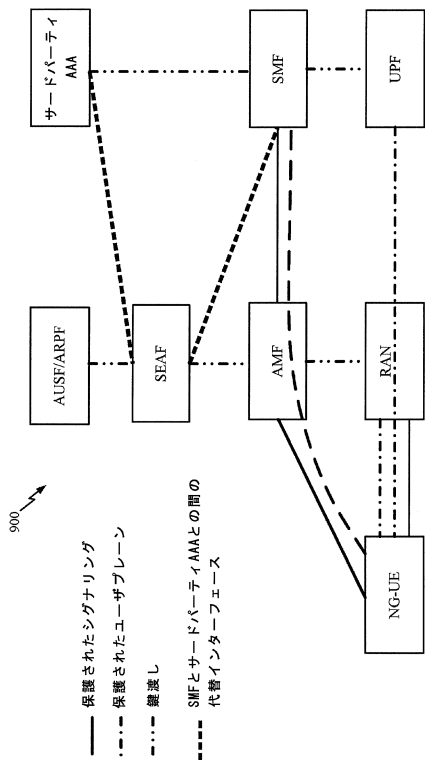 900
サードパーティ
AAA
AUSF/ARPF
SEAF
AMF
SMF
RAN
UPF
NG-UE
保護されたシグナリング
保護されたユーザプレーン
鍵渡し
SMFとサードパーティAAAとの間の
代替インターフェース